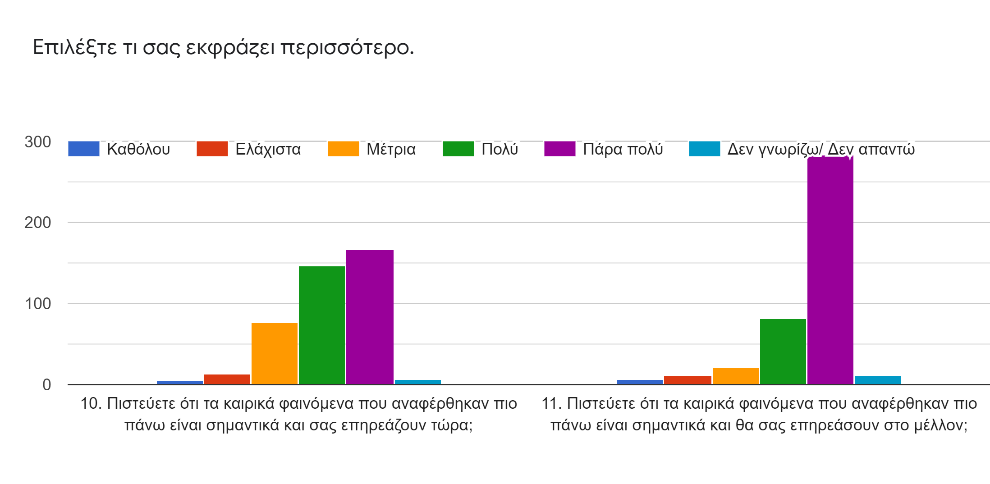 Επιλέξτε τι σας εκφράζει περισσότερο.
300
Καθόλου Ελάχιστα Μέτρια Πολύ Πάρα πολύ Δεν γνωρίζω/ Δεν απαντώ
200
100
0
10. Πιστεύετε ότι τα καιρικά φαινόμενα που αναφέρθηκαν πιο
πάνω είναι σημαντικά και σας επηρεάζουν τώρα;
11. Πιστεύετε ότι τα καιρικά φαινόμενα που αναφέρθηκαν πιο
πάνω είναι σημαντικά και θα σας επηρεάσουν στο μέλλον;